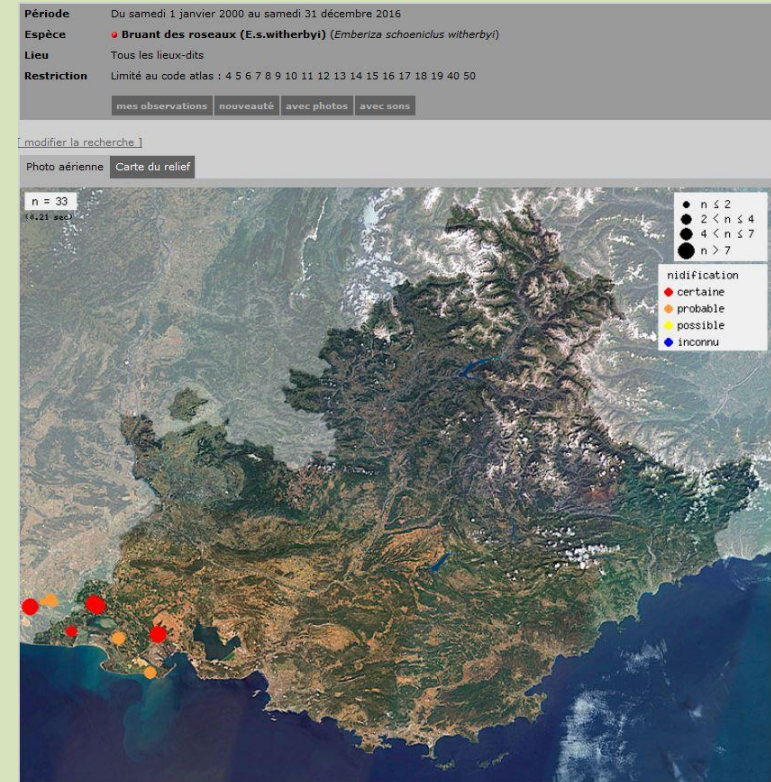 Période Du samedi 1 janvier 2000 au samedi 31 décembre 2016
Espèce Bruant des roseaux (E.s.witherbyi) (Emberiza schoeniclus witherbyi)
Lieu Tous les lieux-dits
Restriction Limité au code atlas : 4 5 6 7 8 9 10 11 12 13 14 15 16 17 18 19 40 50
mes observations nouveauté avec photos avec sons
[ modifier la recherche ]
Photo aérienne Carte du relief
n = 33
(4.21 sec)
n ≤ 2
2 < n ≤ 4
4 < n ≤ 7
n > 7
nidification
certaine
probable
possible
inconnu